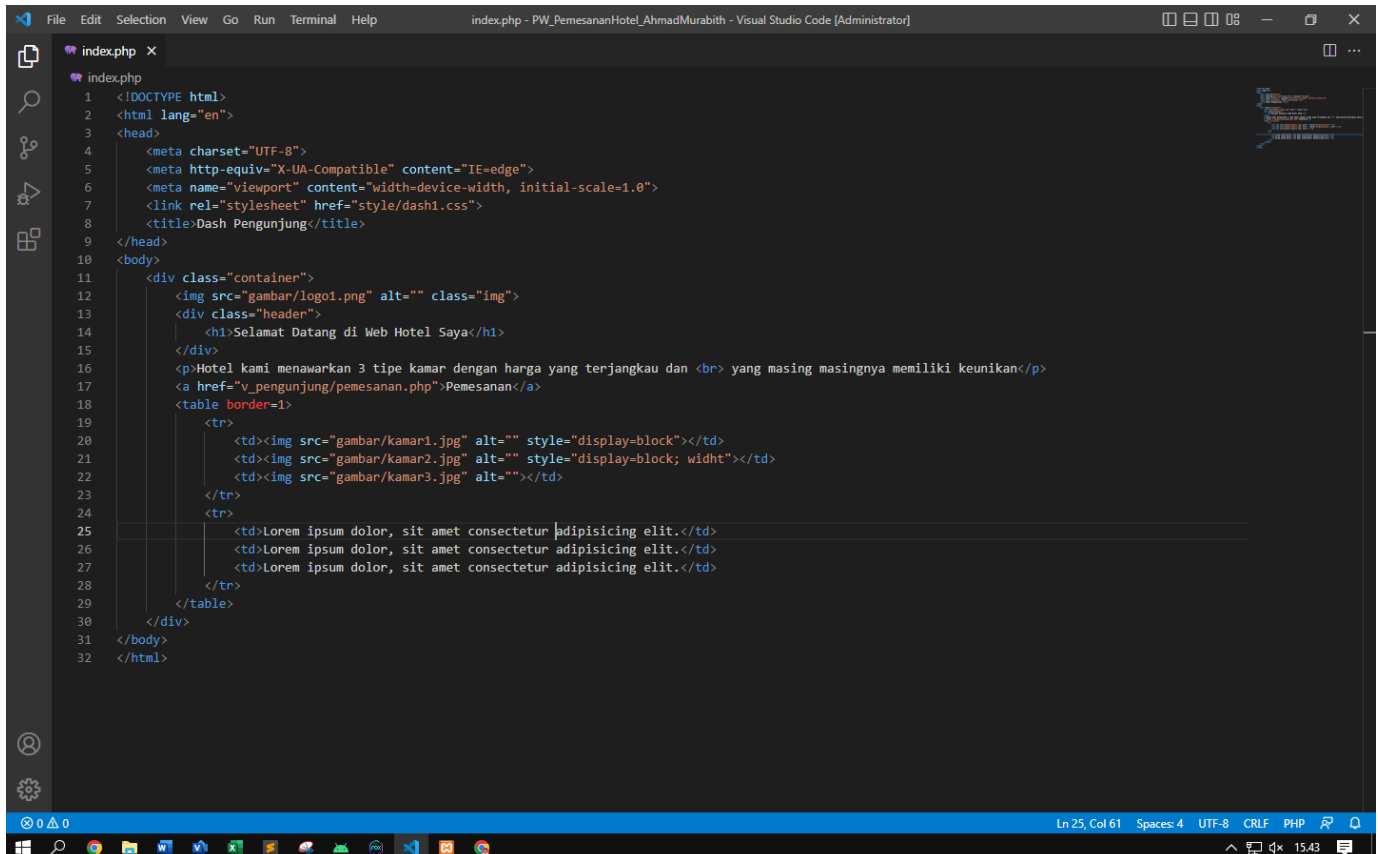 File Edit Selection View Go Run Terminal Help index.php - PW_PemesananHotel_AhmadMurabith - Visual Studio Code [Administrator]
index.php
index.php
1 <!DOCTYPE html>
2 <html lang="en">
3 <head>
4 <meta charset="UTF-8">
5 <meta http-equiv="X-UA-Compatible" content="IE=edge">
6 <meta name="viewport" content="width=device-width, initial-scale=1.0">
7 <link rel="stylesheet" href="style/dash1.css">
8 <title>Dash Pengunjung</title>
9 </head>
10 <body>
11 <div class="container">
12 <img src="gambar/logo1.png" alt="" class="img">
13 <div class="header">
14 <h1>Selamat Datang di Web Hotel Saya</h1>
15 </div>
16 <p>Hotel kami menawarkan 3 tipe kamar dengan harga yang terjangkau dan <br> yang masing masingnya memiliki keunikan</p>
17 <a href="v_pengunjung/pemesanan.php">Pemesanan</a>
18 <table border=1>
19 <tr>
20 <td><img src="gambar/kamar1.jpg" alt="" style="display=block"></td>
21 <td><img src="gambar/kamar2.jpg" alt="" style="display=block; widht"></td>
22 <td><img src="gambar/kamar3.jpg" alt=""></td>
23 </tr>
24 <tr>
25 <td>Lorem ipsum dolor, sit amet consectetur adipisicing elit.</td>
26 <td>Lorem ipsum dolor, sit amet consectetur adipisicing elit.</td>
27 <td>Lorem ipsum dolor, sit amet consectetur adipisicing elit.</td>
28 </tr>
29 </table>
30 </div>
31 </body>
32 </html>
0 0 Ln 25, Col 61 Spaces: 4 UTF-8 CRLF PHP
15.43